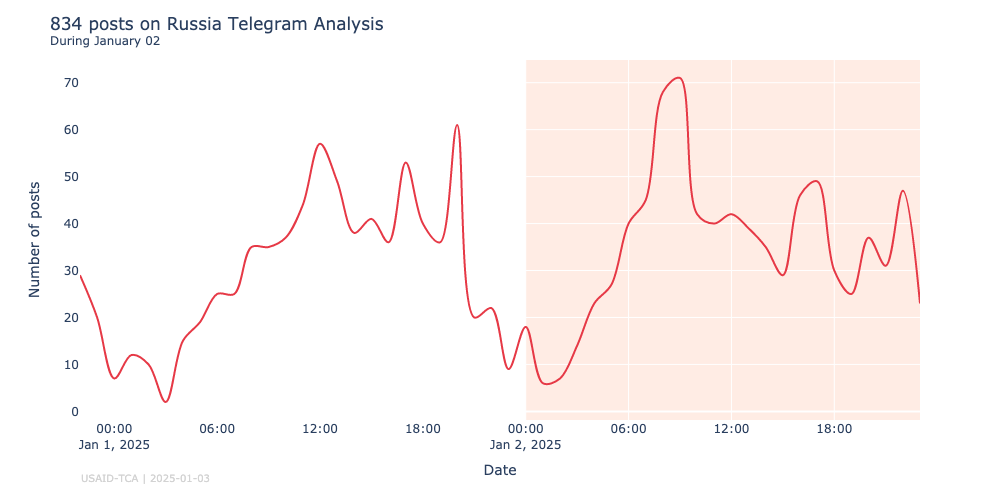 834 posts on Russia Telegram Analysis
During January 02
70
60
50
40
30
20
10
0
Number of posts
00:00 06:00 12:00 18:00 00:00 06:00 12:00 18:00
Jan 1, 2025 Jan 2, 2025
Date
USAID-TCA | 2025-01-03